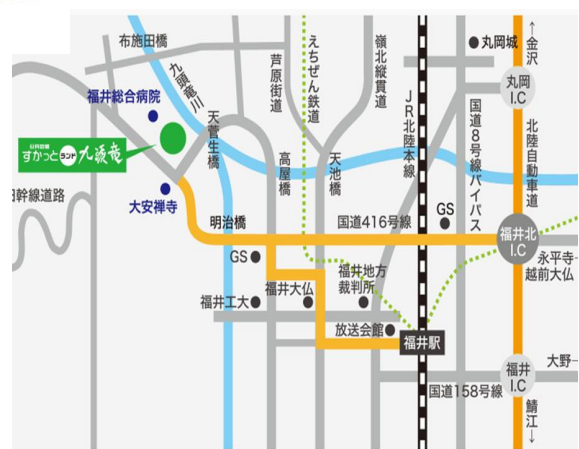 布施田橋
九頭竜川
福井総合病院
すかっとランド九頭竜
大安禅寺
天菅生橋
芦原街道
えちぜん鉄道
嶺北縦貫道
JR北陸本線
丸岡城
国道8号線バイパス
↑金沢
丸岡
I.C
北陸自動車道
高屋橋
天池橋
幹線道路
明治橋
国道416号線
GS
福井北
I.C
永平寺
越前大仏
GS
福井工大
福井大仏
福井地方
裁判所
放送会館
福井駅
大野
福井
I.C
国道158号線
鯖江↓